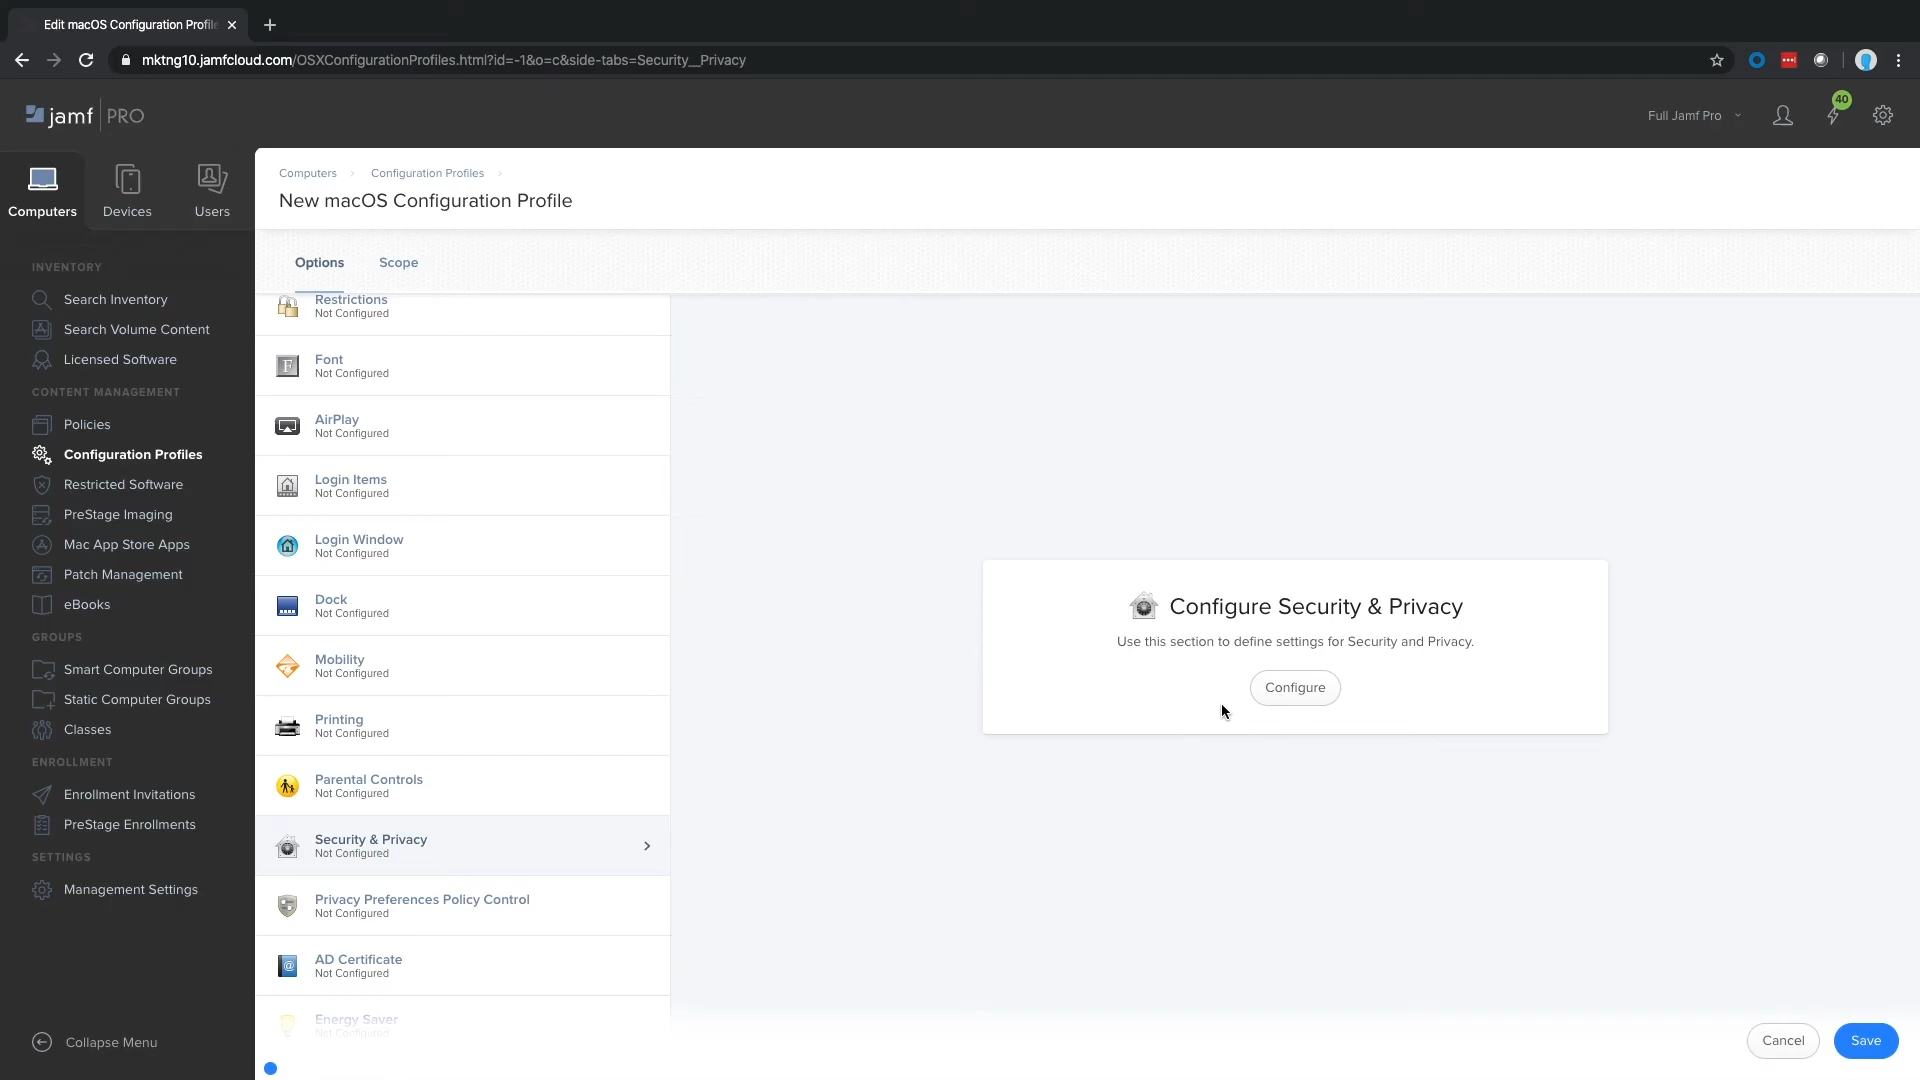 Edit macOS Configuration Profile
mktng10.jamfcloud.com/OSXConfigurationProfiles.html?id=-1&o=c&side-tabs=Security__Privacy
jamf PRO
Full Jamf Pro
40
Computers
Devices
Users
INVENTORY
Search Inventory
Search Volume Content
Licensed Software
CONTENT MANAGEMENT
Policies
Configuration Profiles
Restricted Software
PreStage Imaging
Mac App Store Apps
Patch Management
eBooks
GROUPS
Smart Computer Groups
Static Computer Groups
Classes
ENROLLMENT
Enrollment Invitations
PreStage Enrollments
SETTINGS
Management Settings
Collapse Menu
Computers
Configuration Profiles
New macOS Configuration Profile
Options
Scope
Restrictions
Not Configured
Font
Not Configured
AirPlay
Not Configured
Login Items
Not Configured
Login Window
Not Configured
Dock
Not Configured
Mobility
Not Configured
Printing
Not Configured
Parental Controls
Not Configured
Security & Privacy
Not Configured
Privacy Preferences Policy Control
Not Configured
AD Certificate
Not Configured
Energy Saver
Not Configured
Configure Security & Privacy
Use this section to define settings for Security and Privacy.
Configure
Cancel
Save